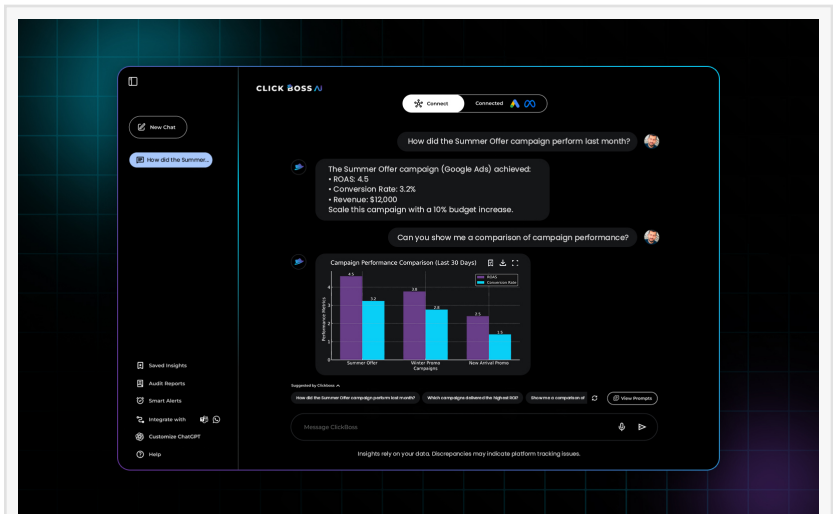 CLICK BOSS AI
Connect
Connected
New Chat
How did the Summer...
How did the Summer Offer campaign perform last month?
The Summer Offer campaign (Google Ads) achieved:
• ROAS: 4.5
• Conversion Rate: 3.2%
• Revenue: $12,000
Scale this campaign with a 10% budget increase.
Can you show me a comparison of campaign performance?
Campaign Performance Comparison (Last 30 Days)
ROAS
Conversion Rate
Performance Metrics
4
3
2
1
0
4.5
3.2
3.8
2.8
2.5
1.5
Summer Offer
Winter Promo
New Arrival Promo
Campaigns
Saved Insights
Audit Reports
Smart Alerts
Integrate with
Customize ChatGPT
Help
Suggested by Clickboss
How did the Summer Offer campaign perform last month?
Which campaigns delivered the highest ROI?
Show me a comparison of
View Prompts
Message ClickBoss
Insights rely on your data. Discrepancies may indicate platform tracking issues.